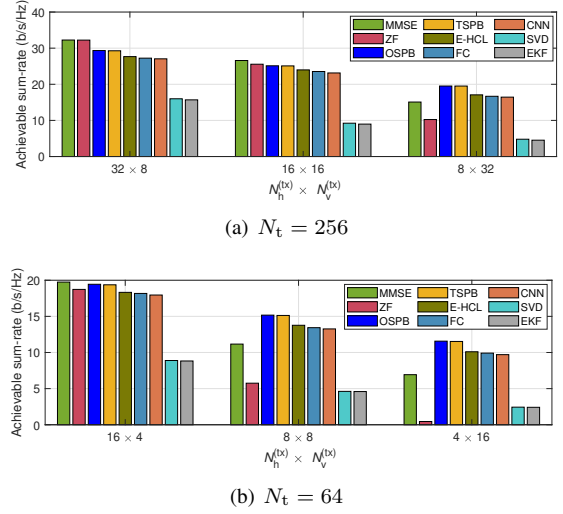 Achievable sum-rate (b/s/Hz)
40
30
20
10
0
MMSE TSPB CNN
ZF E-HCL SVD
OSPB FC EKF
32 × 8 16 × 16 8 × 32
N_h^(tx) × N_v^(tx)
(a) N_t = 256
Achievable sum-rate (b/s/Hz)
20
15
10
5
0
MMSE TSPB CNN
ZF E-HCL SVD
OSPB FC EKF
16 × 4 8 × 8 4 × 16
N_h^(tx) × N_v^(tx)
(b) N_t = 64